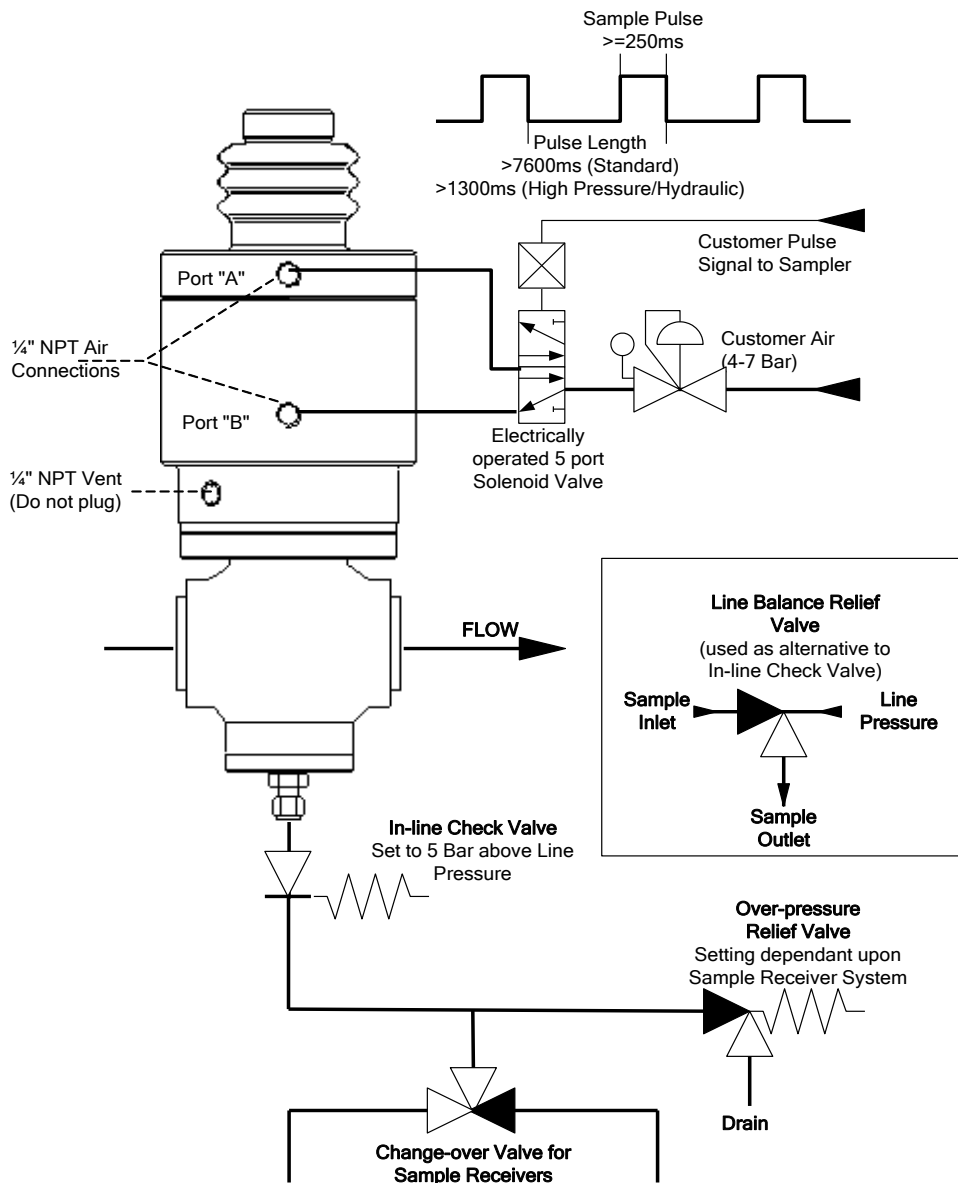 Sample Pulse
>=250ms
Pulse Length
>7600ms (Standard)
>1300ms (High Pressure/Hydraulic)
Customer Pulse
Signal to Sampler
Port "A"
¼" NPT Air
Connections
Customer Air
(4-7 Bar)
Port "B"
Electrically
operated 5 port
Solenoid Valve
¼" NPT Vent
(Do not plug)
FLOW
Line Balance Relief
Valve
(used as alternative to
In-line Check Valve)
Sample
Inlet
Line
Pressure
Sample
Outlet
In-line Check Valve
Set to 5 Bar above Line
Pressure
Over-pressure
Relief Valve
Setting dependant upon
Sample Receiver System
Drain
Change-over Valve for
Sample Receivers